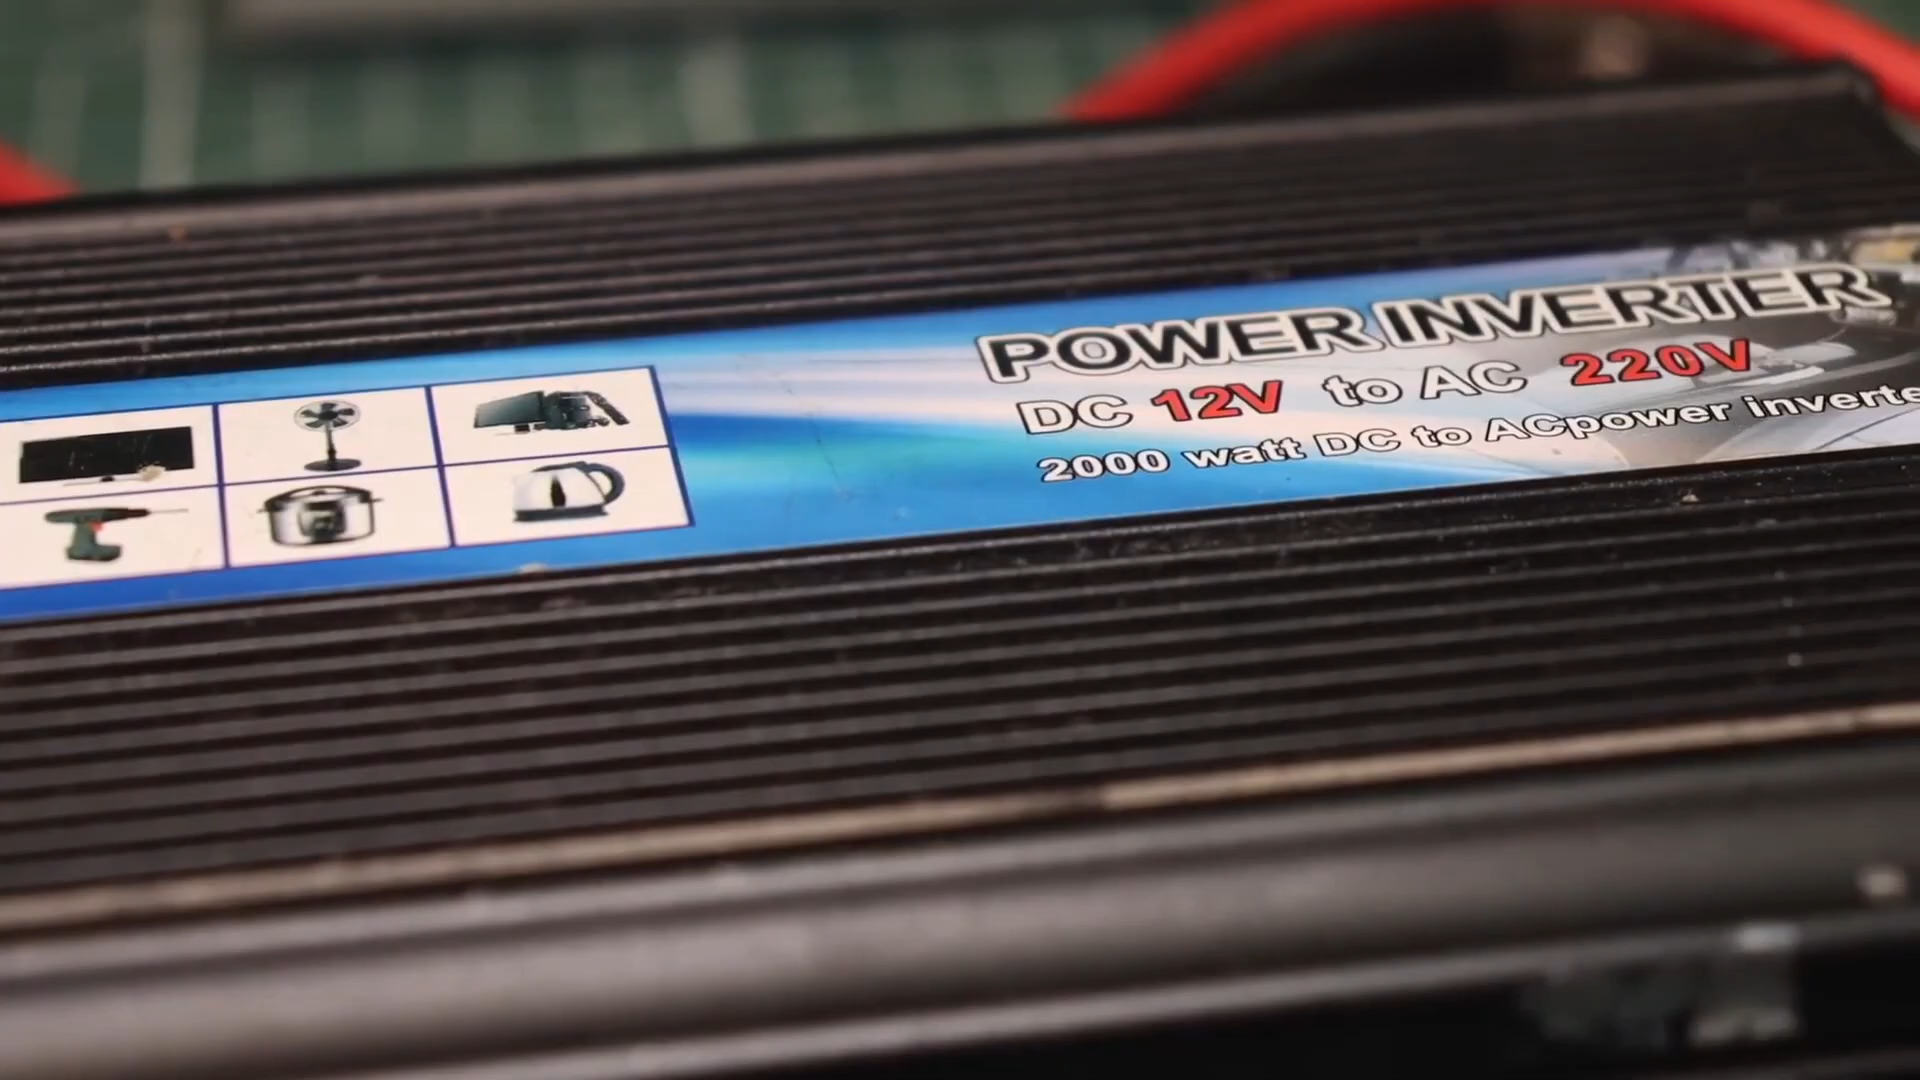 POWER INVERTER
DC 12V to AC 220V
2000 watt DC to ACpower inverte